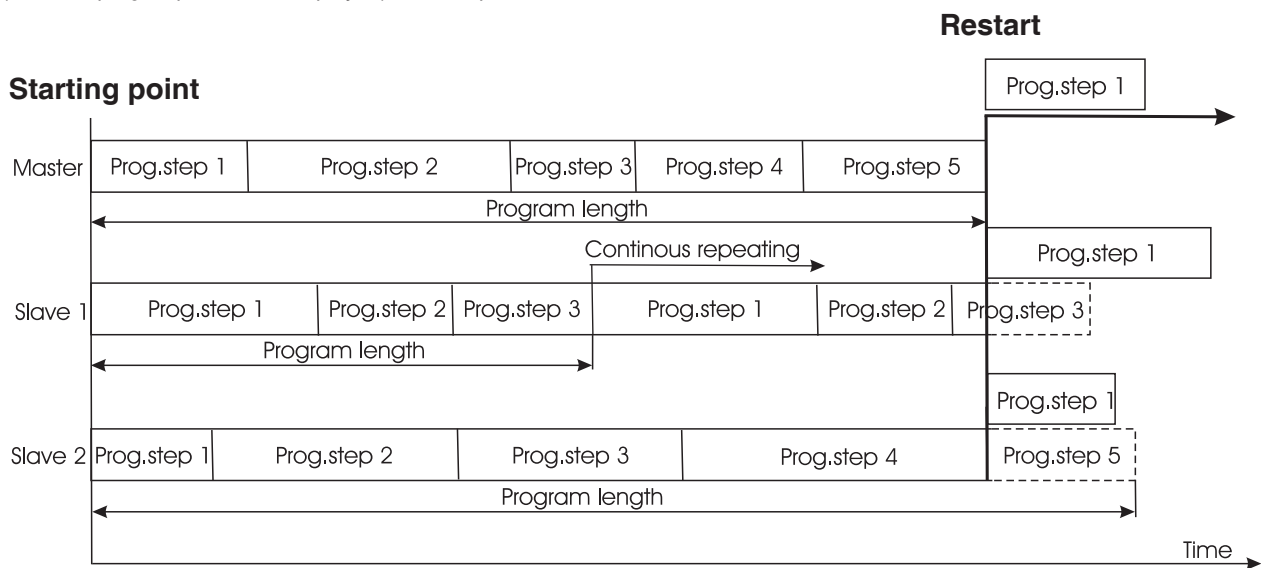 Restart
Prog.step 1
Starting point
Master Prog.step 1 Prog.step 2 Prog.step 3 Prog.step 4 Prog.step 5
Program length
Continous repeating
Prog.step 1
Slave 1 Prog.step 1 Prog.step 2 Prog.step 3 Prog.step 1 Prog.step 2 Prog.step 3
Program length
Prog.step 1
Slave 2 Prog.step 1 Prog.step 2 Prog.step 3 Prog.step 4 Prog.step 5
Program length
Time